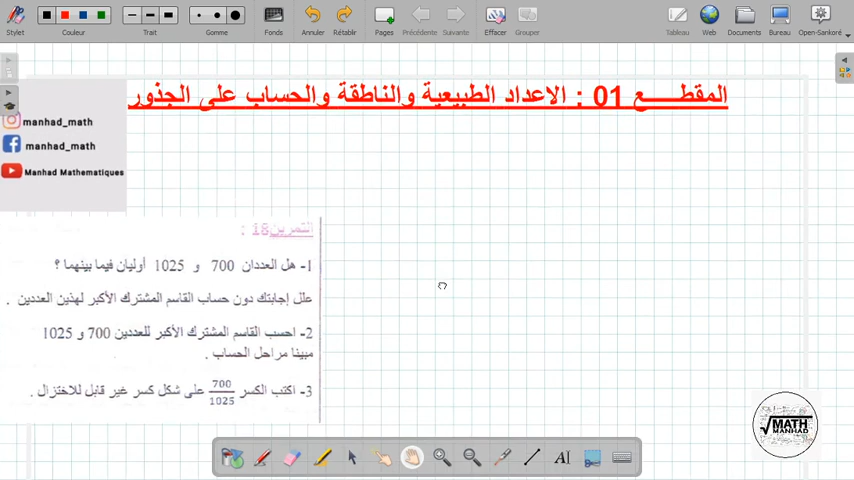 Stylet
Couleur
Trait
Gomme
Fonds
Annuler
Rétablir
Pages
Précédente
Suivante
Effacer
Grouper
Tableau
Web
Documents
Bureau
Open-Sankoré
المقطـــــع 01 : الاعداد الطبيعية والناطقة والحساب على الجذور
manhad_math
manhad_math
Manhad Mathematiques
التمرين18 :
1- هل العددان 700 و 1025 أوليان فيما بينهما ؟
علل إجابتك دون حساب القاسم المشترك الأكبر لهذين العددين .
2- احسب القاسم المشترك الأكبر للعددين 700 و 1025
مبينا مراحل الحساب .
3- اكتب الكسر 700/1025 على شكل كسر غير قابل للاختزال .
√MATH
MANHAD
AI